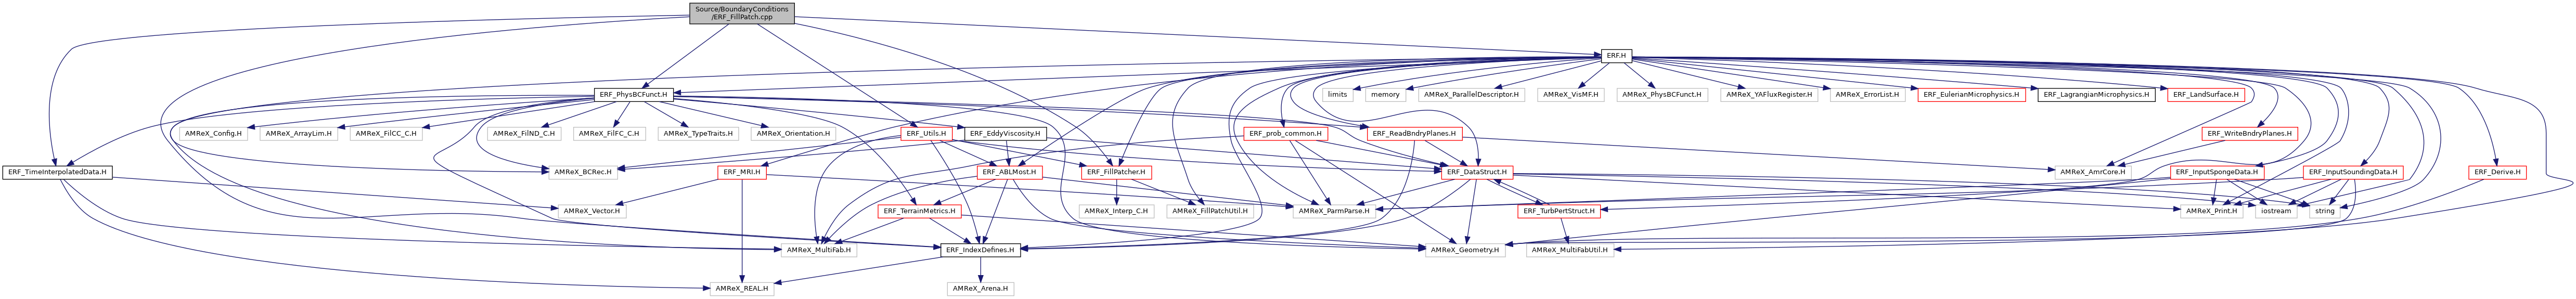 Source/BoundaryConditions
/ERF_FillPatch.cpp
ERF.H
ERF_PhysBCFunct.H
limits
memory
AMReX_ParallelDescriptor.H
AMReX_VisMF.H
AMReX_PhysBCFunct.H
AMReX_YAFluxRegister.H
AMReX_ErrorList.H
ERF_EulerianMicrophysics.H
ERF_LagrangianMicrophysics.H
ERF_LandSurface.H
AMReX_Config.H
AMReX_ArrayLim.H
AMReX_FilCC_C.H
AMReX_FilND_C.H
AMReX_FilFC_C.H
AMReX_TypeTraits.H
AMReX_Orientation.H
ERF_Utils.H
ERF_EddyViscosity.H
ERF_prob_common.H
ERF_ReadBndryPlanes.H
ERF_WriteBndryPlanes.H
ERF_TimeInterpolatedData.H
AMReX_BCRec.H
ERF_MRI.H
ERF_ABLMost.H
ERF_FillPatcher.H
ERF_DataStruct.H
AMReX_AmrCore.H
ERF_InputSpongeData.H
ERF_InputSoundingData.H
ERF_Derive.H
AMReX_Vector.H
ERF_TerrainMetrics.H
AMReX_Interp_C.H
AMReX_FillPatchUtil.H
AMReX_ParmParse.H
ERF_TurbPertStruct.H
AMReX_Print.H
iostream
string
AMReX_MultiFab.H
ERF_IndexDefines.H
AMReX_Geometry.H
AMReX_MultiFabUtil.H
AMReX_REAL.H
AMReX_Arena.H